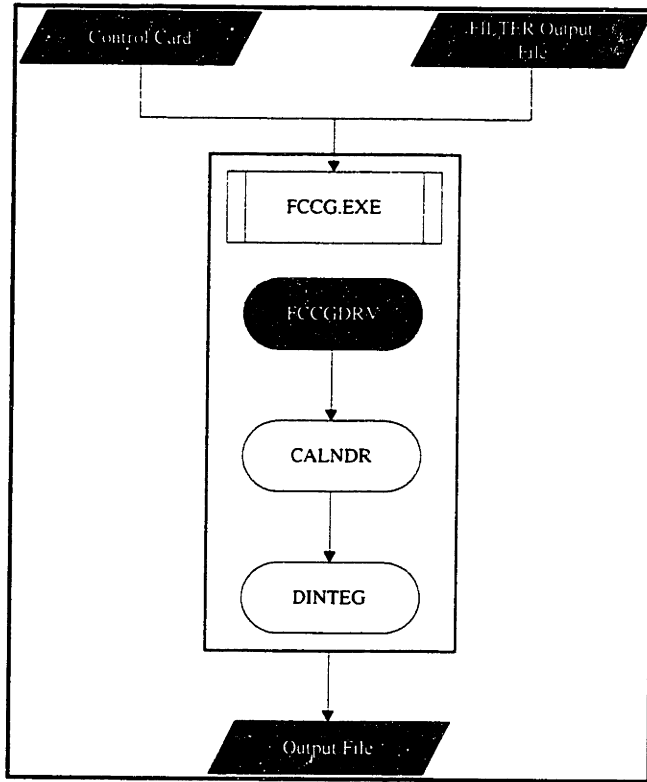 Control Card
FILTER Output
File
FCCG.EXE
FCCGDRV
CALNDR
DINTEG
Output File